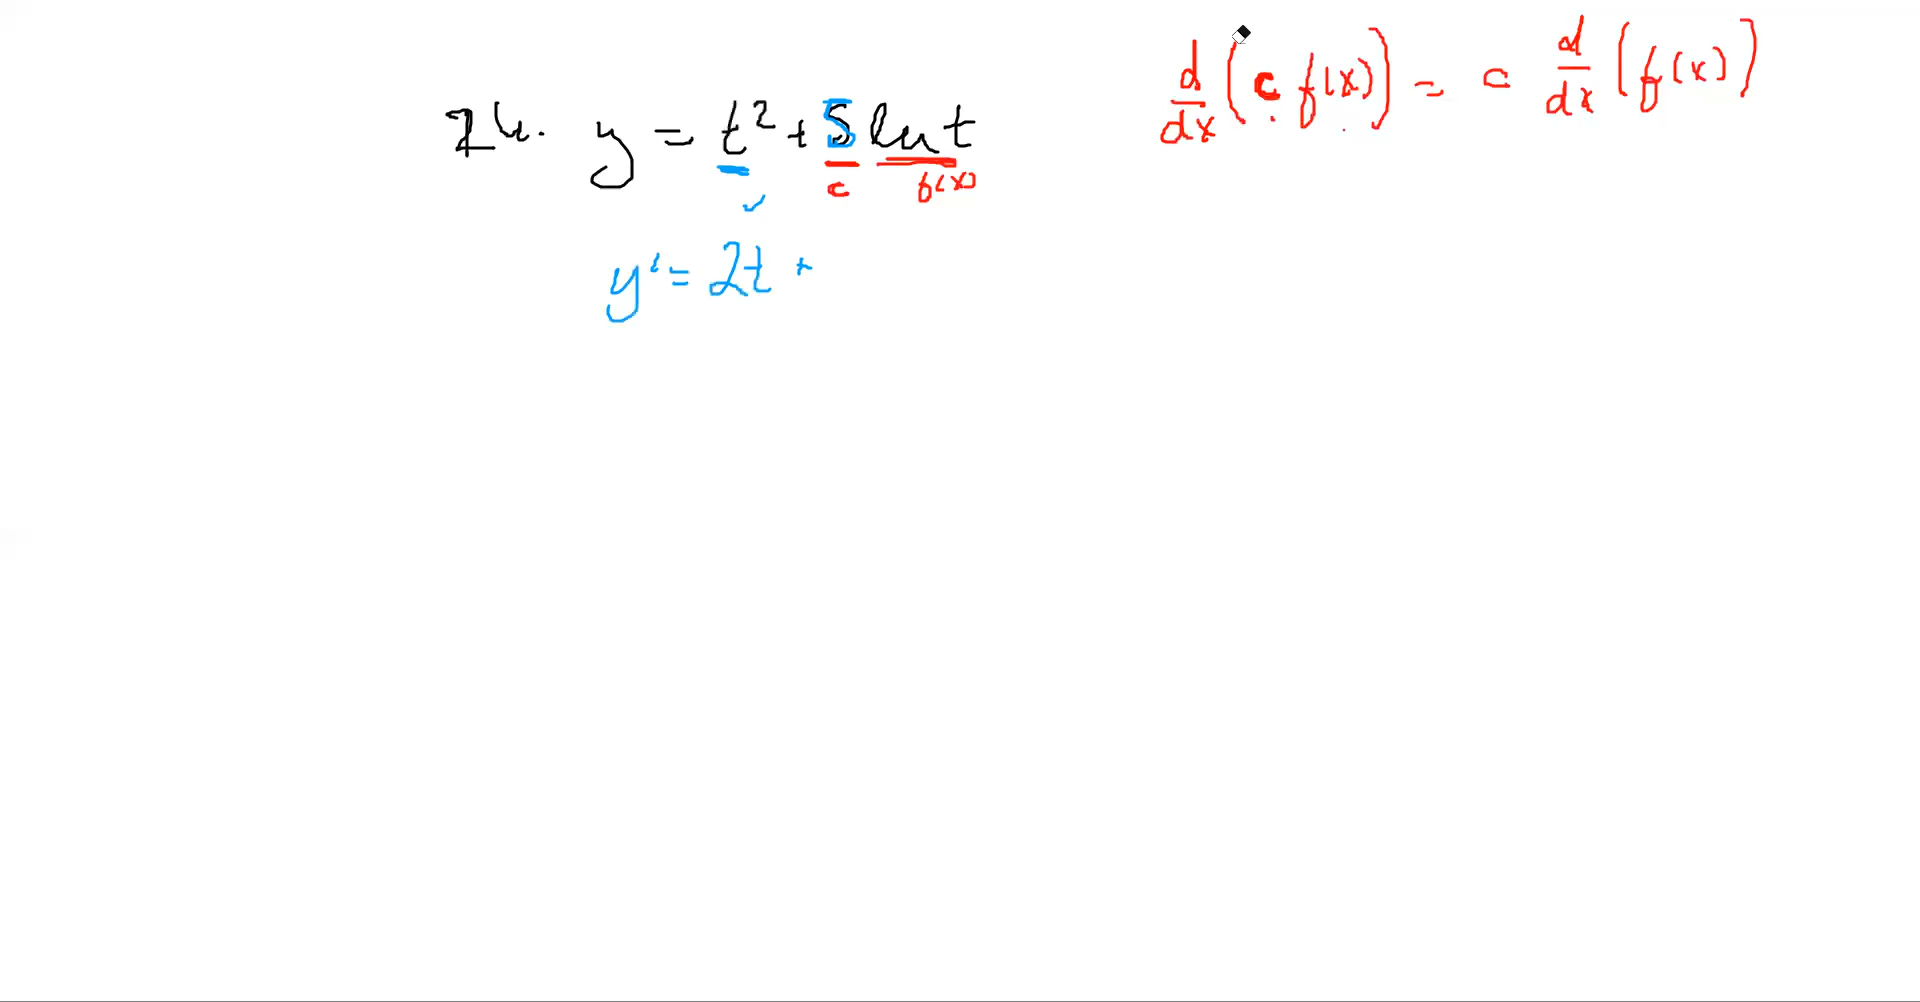 24. y = t² + 5 ln t
c f(x)
y' = 2t +
d/dx (c f(x)) = c d/dx (f(x))